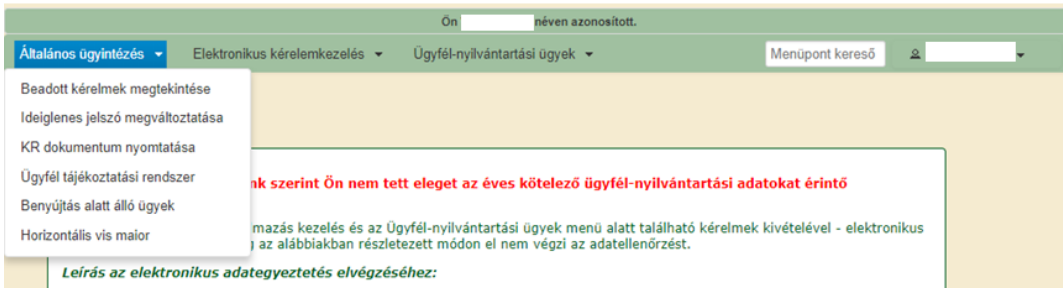 Ön néven azonosított.
Általános ügyintézés Elektronikus kérelemkezelés Ügyfél-nyilvántartási ügyek Menüpont kereső
Beadott kérelmek megtekintése
Ideiglenes jelszó megváltoztatása
KR dokumentum nyomtatása
Ügyfél tájékoztatási rendszer
Benyújtás alatt álló ügyek
Horizontális vis maior
nk szerint Ön nem tett eleget az éves kötelező ügyfél-nyilvántartási adatokat érintő
mazás kezelés és az Ügyfél-nyilvántartási ügyek menü alatt található kérelmek kivételével - elektronikus
g az alábbiakban részletezett módon el nem végzi az adatellenőrzést.
Leírás az elektronikus adategyeztetés elvégzéséhez: